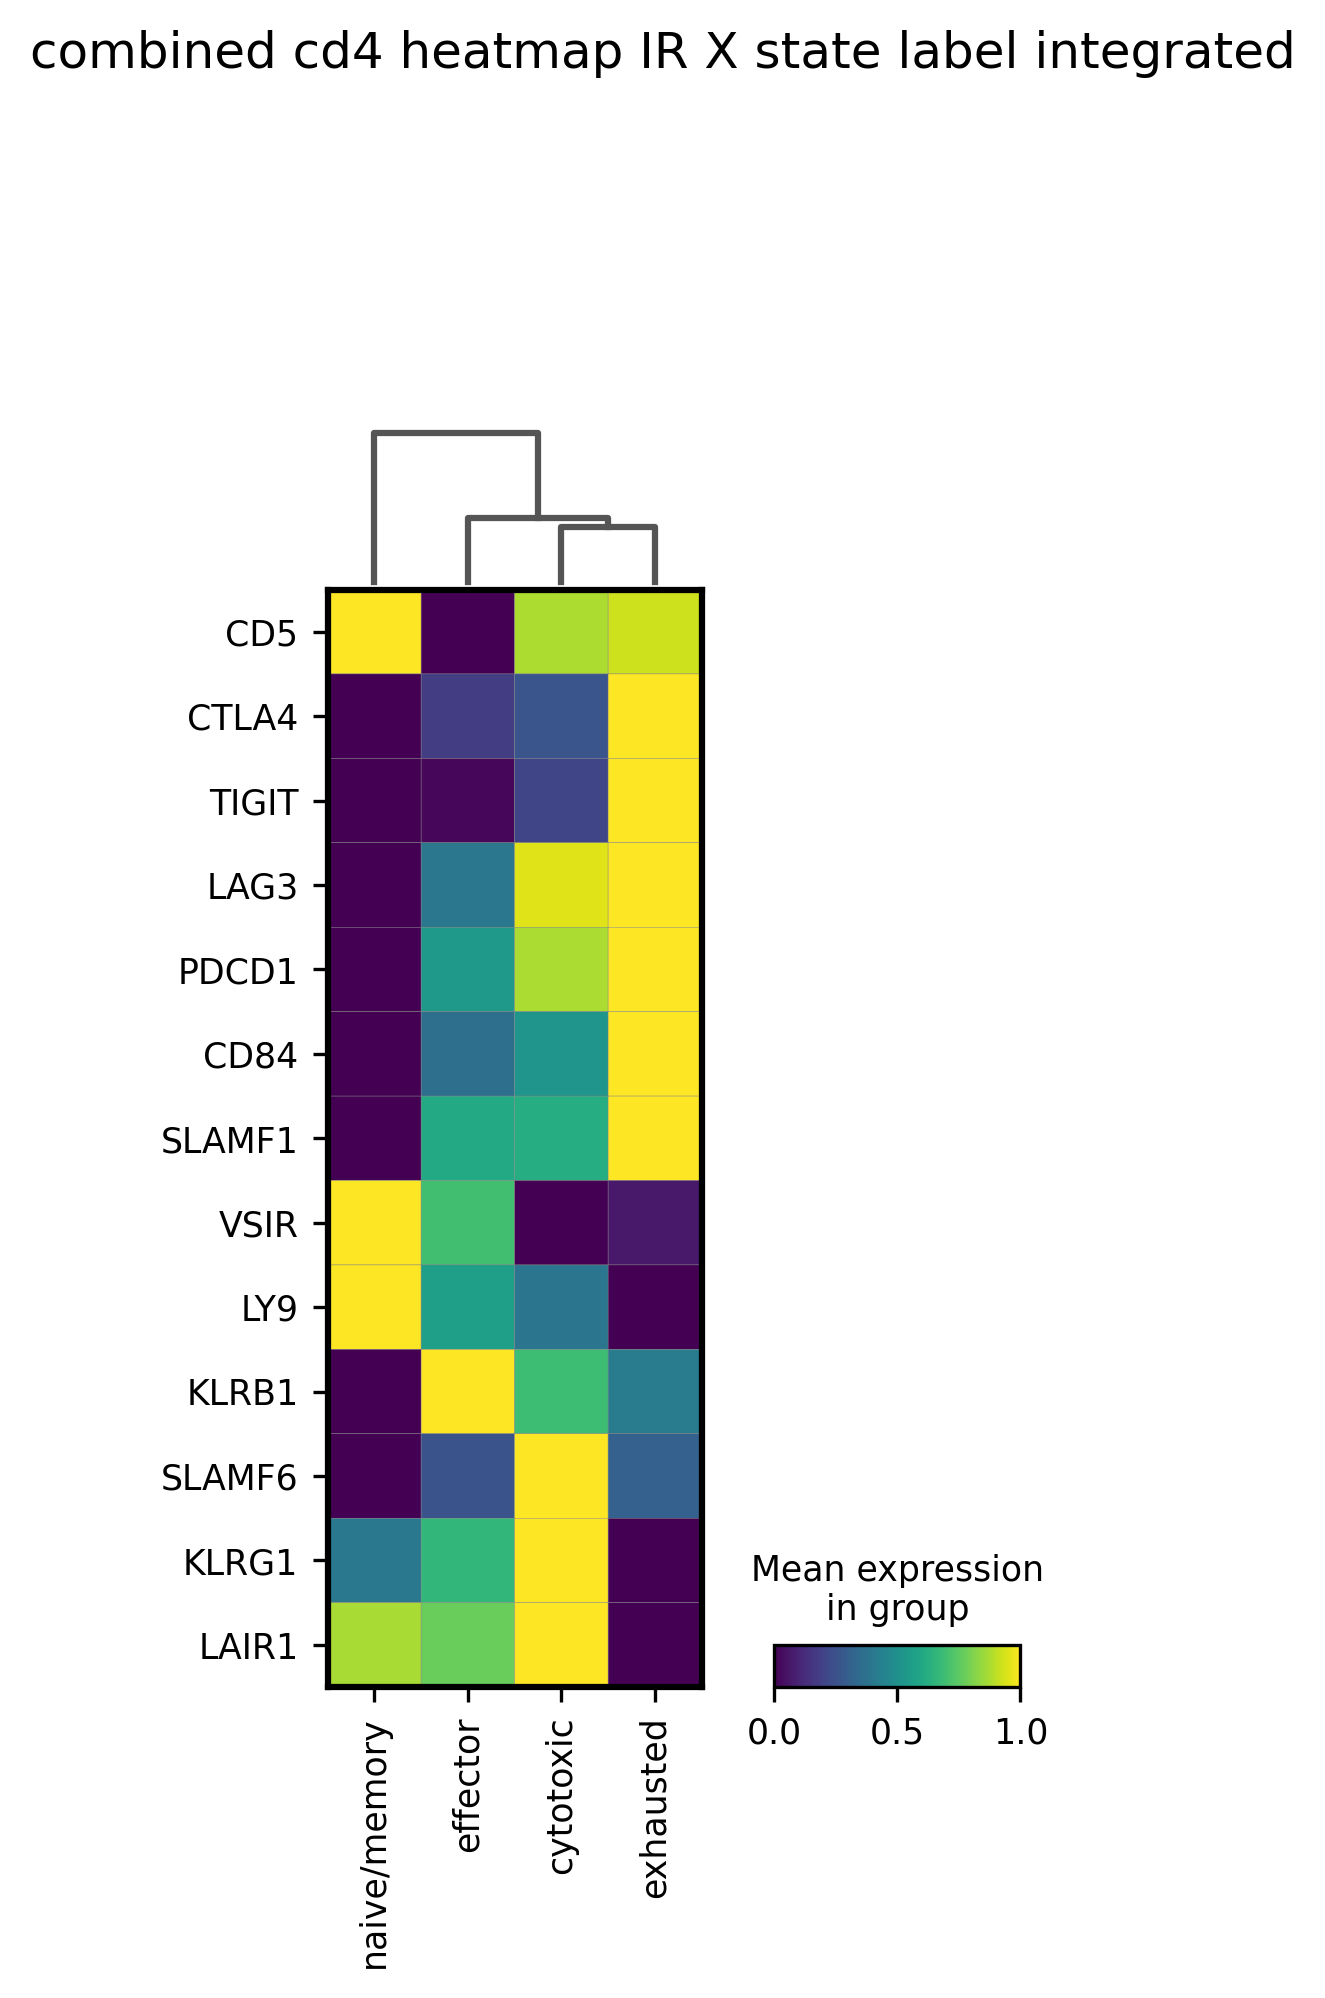 combined cd4 heatmap IR X state label integrated
CD5
CTLA4
TIGIT
LAG3
PDCD1
CD84
SLAMF1
VSIR
LY9
KLRB1
SLAMF6
KLRG1
LAIR1
naive/memory
effector
cytotoxic
exhausted
Mean expression
in group
0.0 0.5 1.0